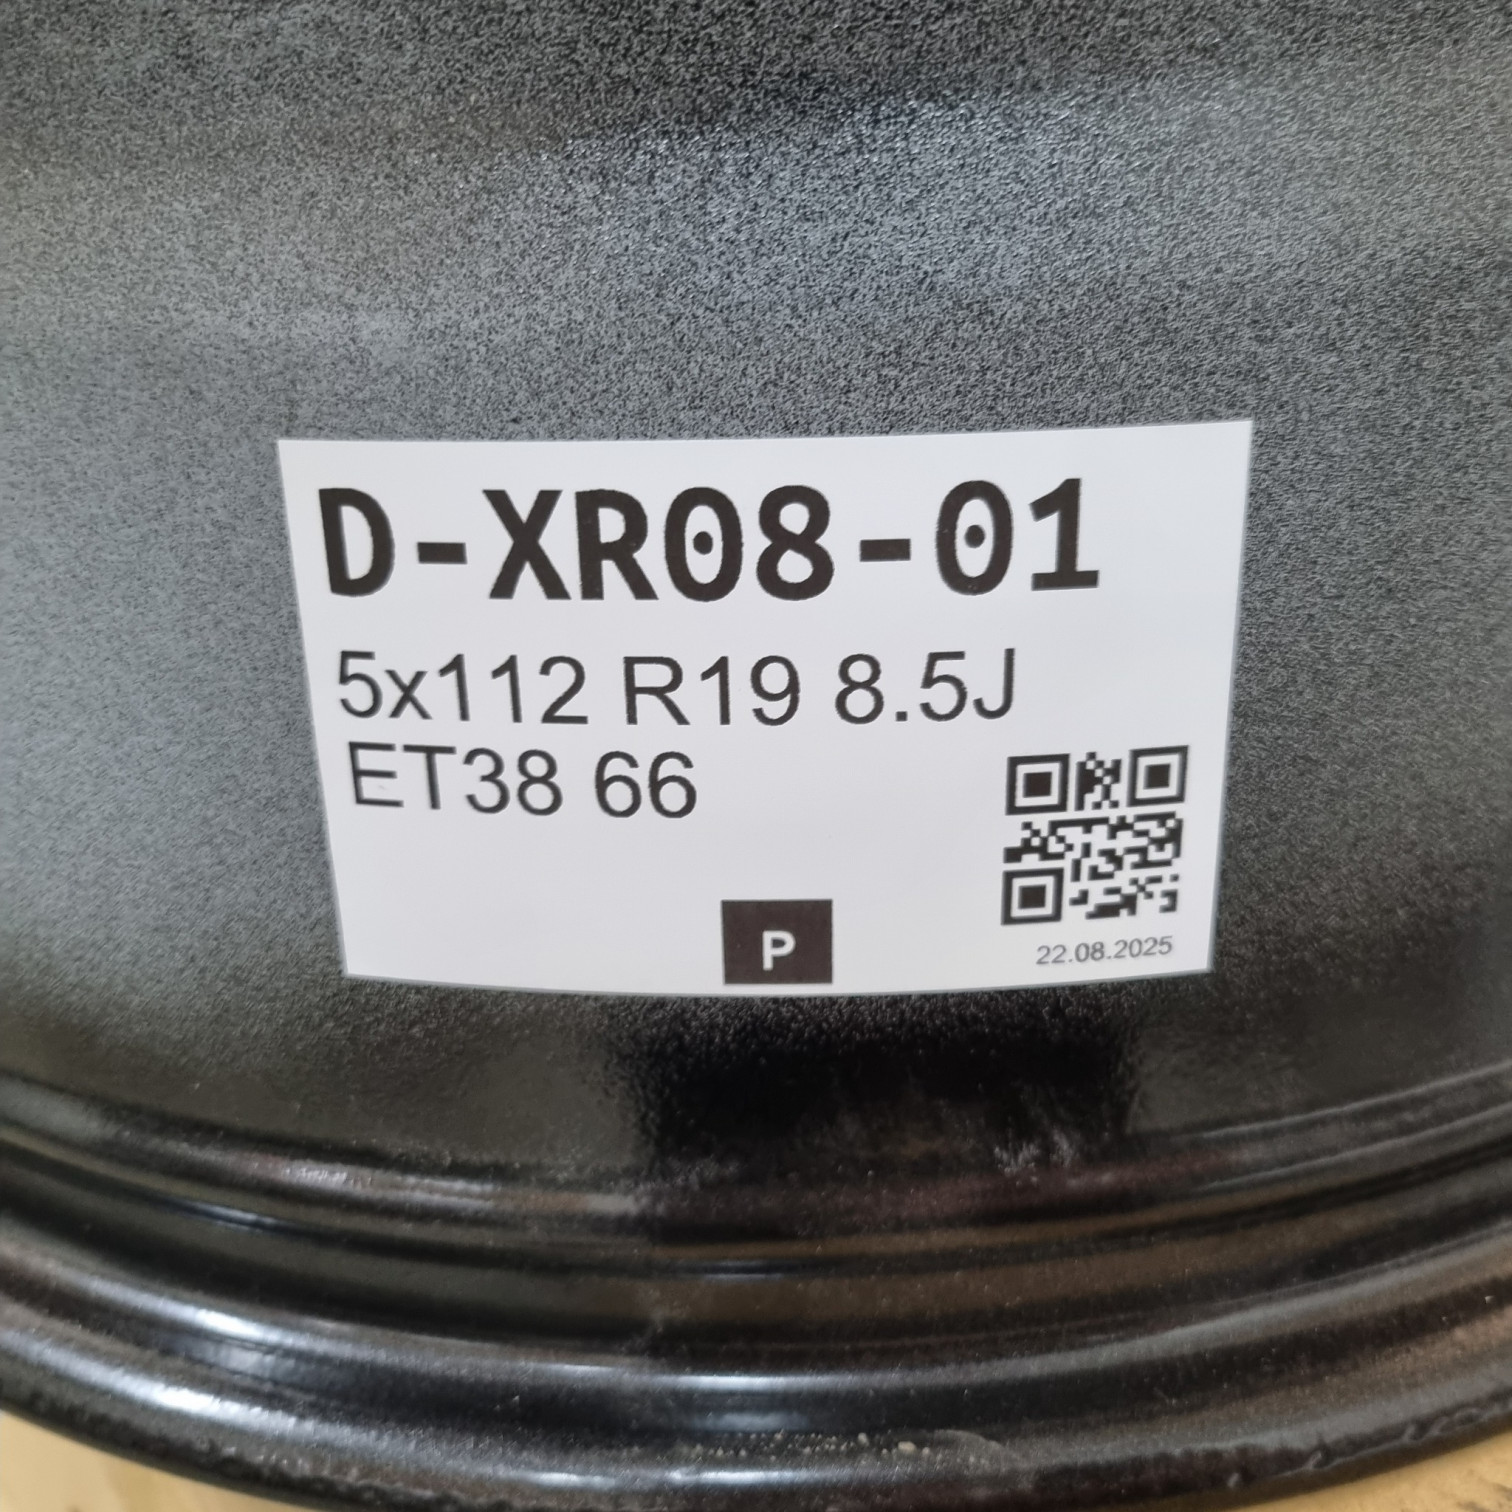 D-XR08-01
5x112 R19 8.5J
ET38 66
P
22.08.2025